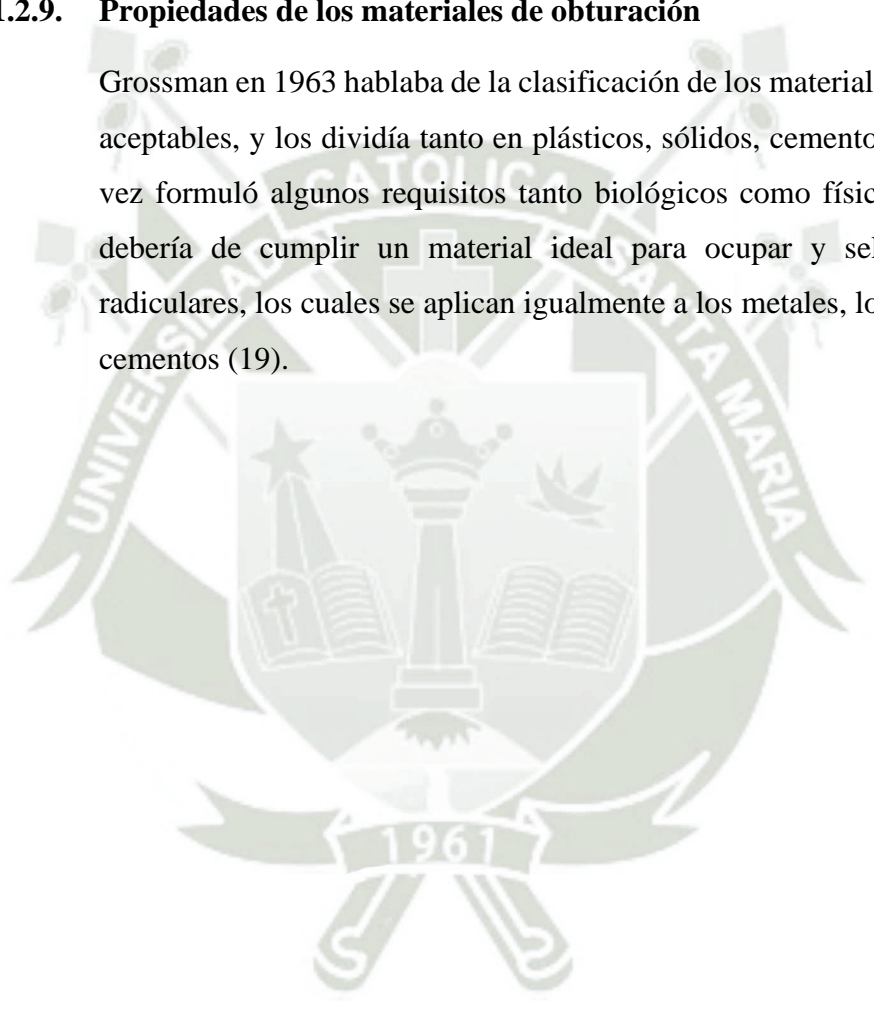 1.2.9. Propiedades de los materiales de obturación
Grossman en 1963 hablaba de la clasificación de los material
aceptables, y los dividía tanto en plásticos, sólidos, cemento
vez formuló algunos requisitos tanto biológicos como físic
debería de cumplir un material ideal para ocupar y sel
radiculares, los cuales se aplican igualmente a los metales, lo
cementos (19).
UNIVERSIDAD CATOLICA SANTA MARIA
1961